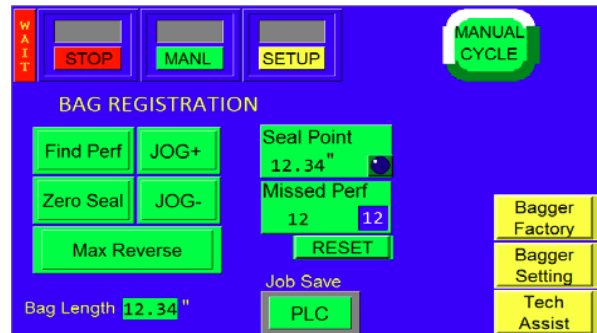 WAIT
STOP
MANL
SETUP
MANUAL
CYCLE
BAG REGISTRATION
Find Perf
JOG+
Seal Point
12.34"
Zero Seal
JOG-
Missed Perf
12
12
Max Reverse
RESET
Bagger
Factory
Bagger
Setting
Job Save
Bag Length 12.34 "
PLC
Tech
Assist